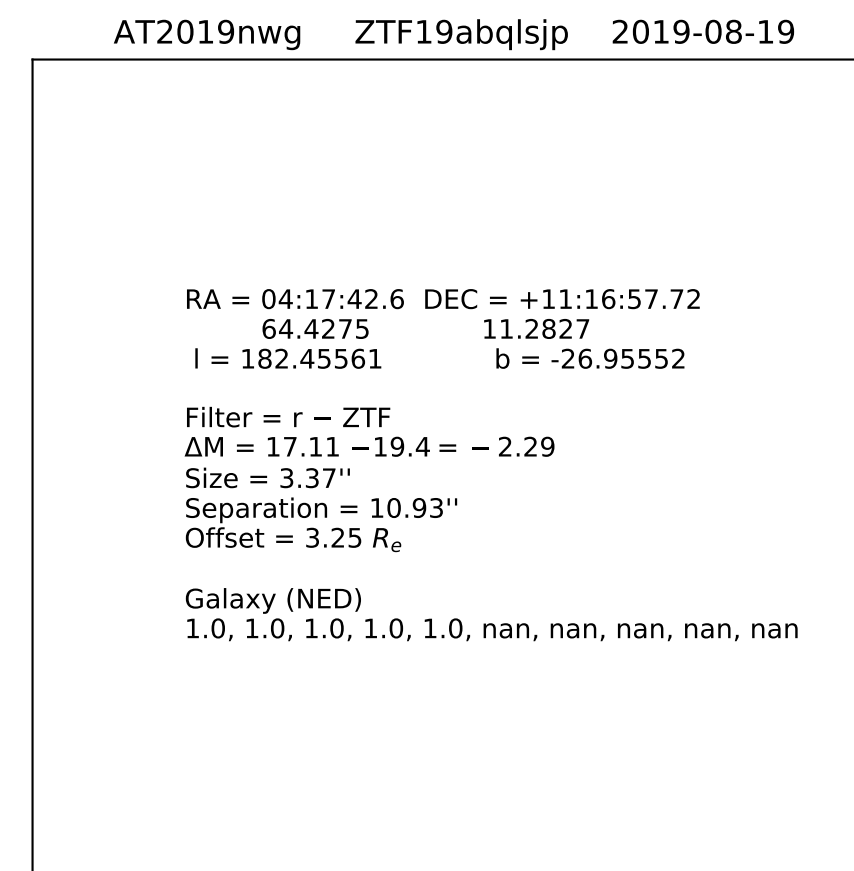 AT2019nwg ZTF19abqlsjp 2019-08-19
RA = 04:17:42.6 DEC = +11:16:57.72
64.4275 11.2827
l = 182.45561 b = -26.95552
Filter = r − ZTF
ΔM = 17.11 −19.4 = −2.29
Size = 3.37''
Separation = 10.93''
Offset = 3.25 Rₑ
Galaxy (NED)
1.0, 1.0, 1.0, 1.0, 1.0, nan, nan, nan, nan, nan